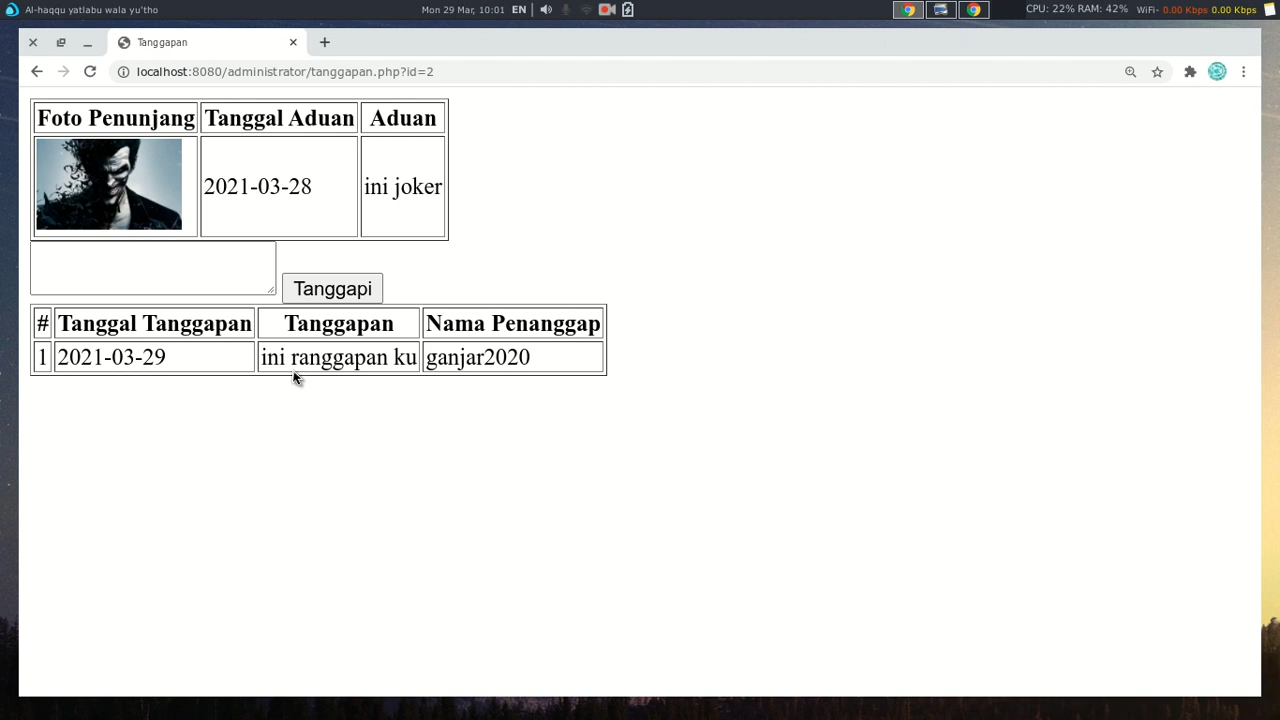 Al-haqqu yatlabu wala yu'tho
Mon 29 Mar, 10:01 EN
CPU: 22% RAM: 42% WiFi- 0.00 Kbps 0.00 Kbps
Tanggapan
localhost:8080/administrator/tanggapan.php?id=2
Foto Penunjang Tanggal Aduan Aduan
2021-03-28 ini joker
Tanggapi
# Tanggal Tanggapan Tanggapan Nama Penanggap
1 2021-03-29 ini ranggapan ku ganjar2020